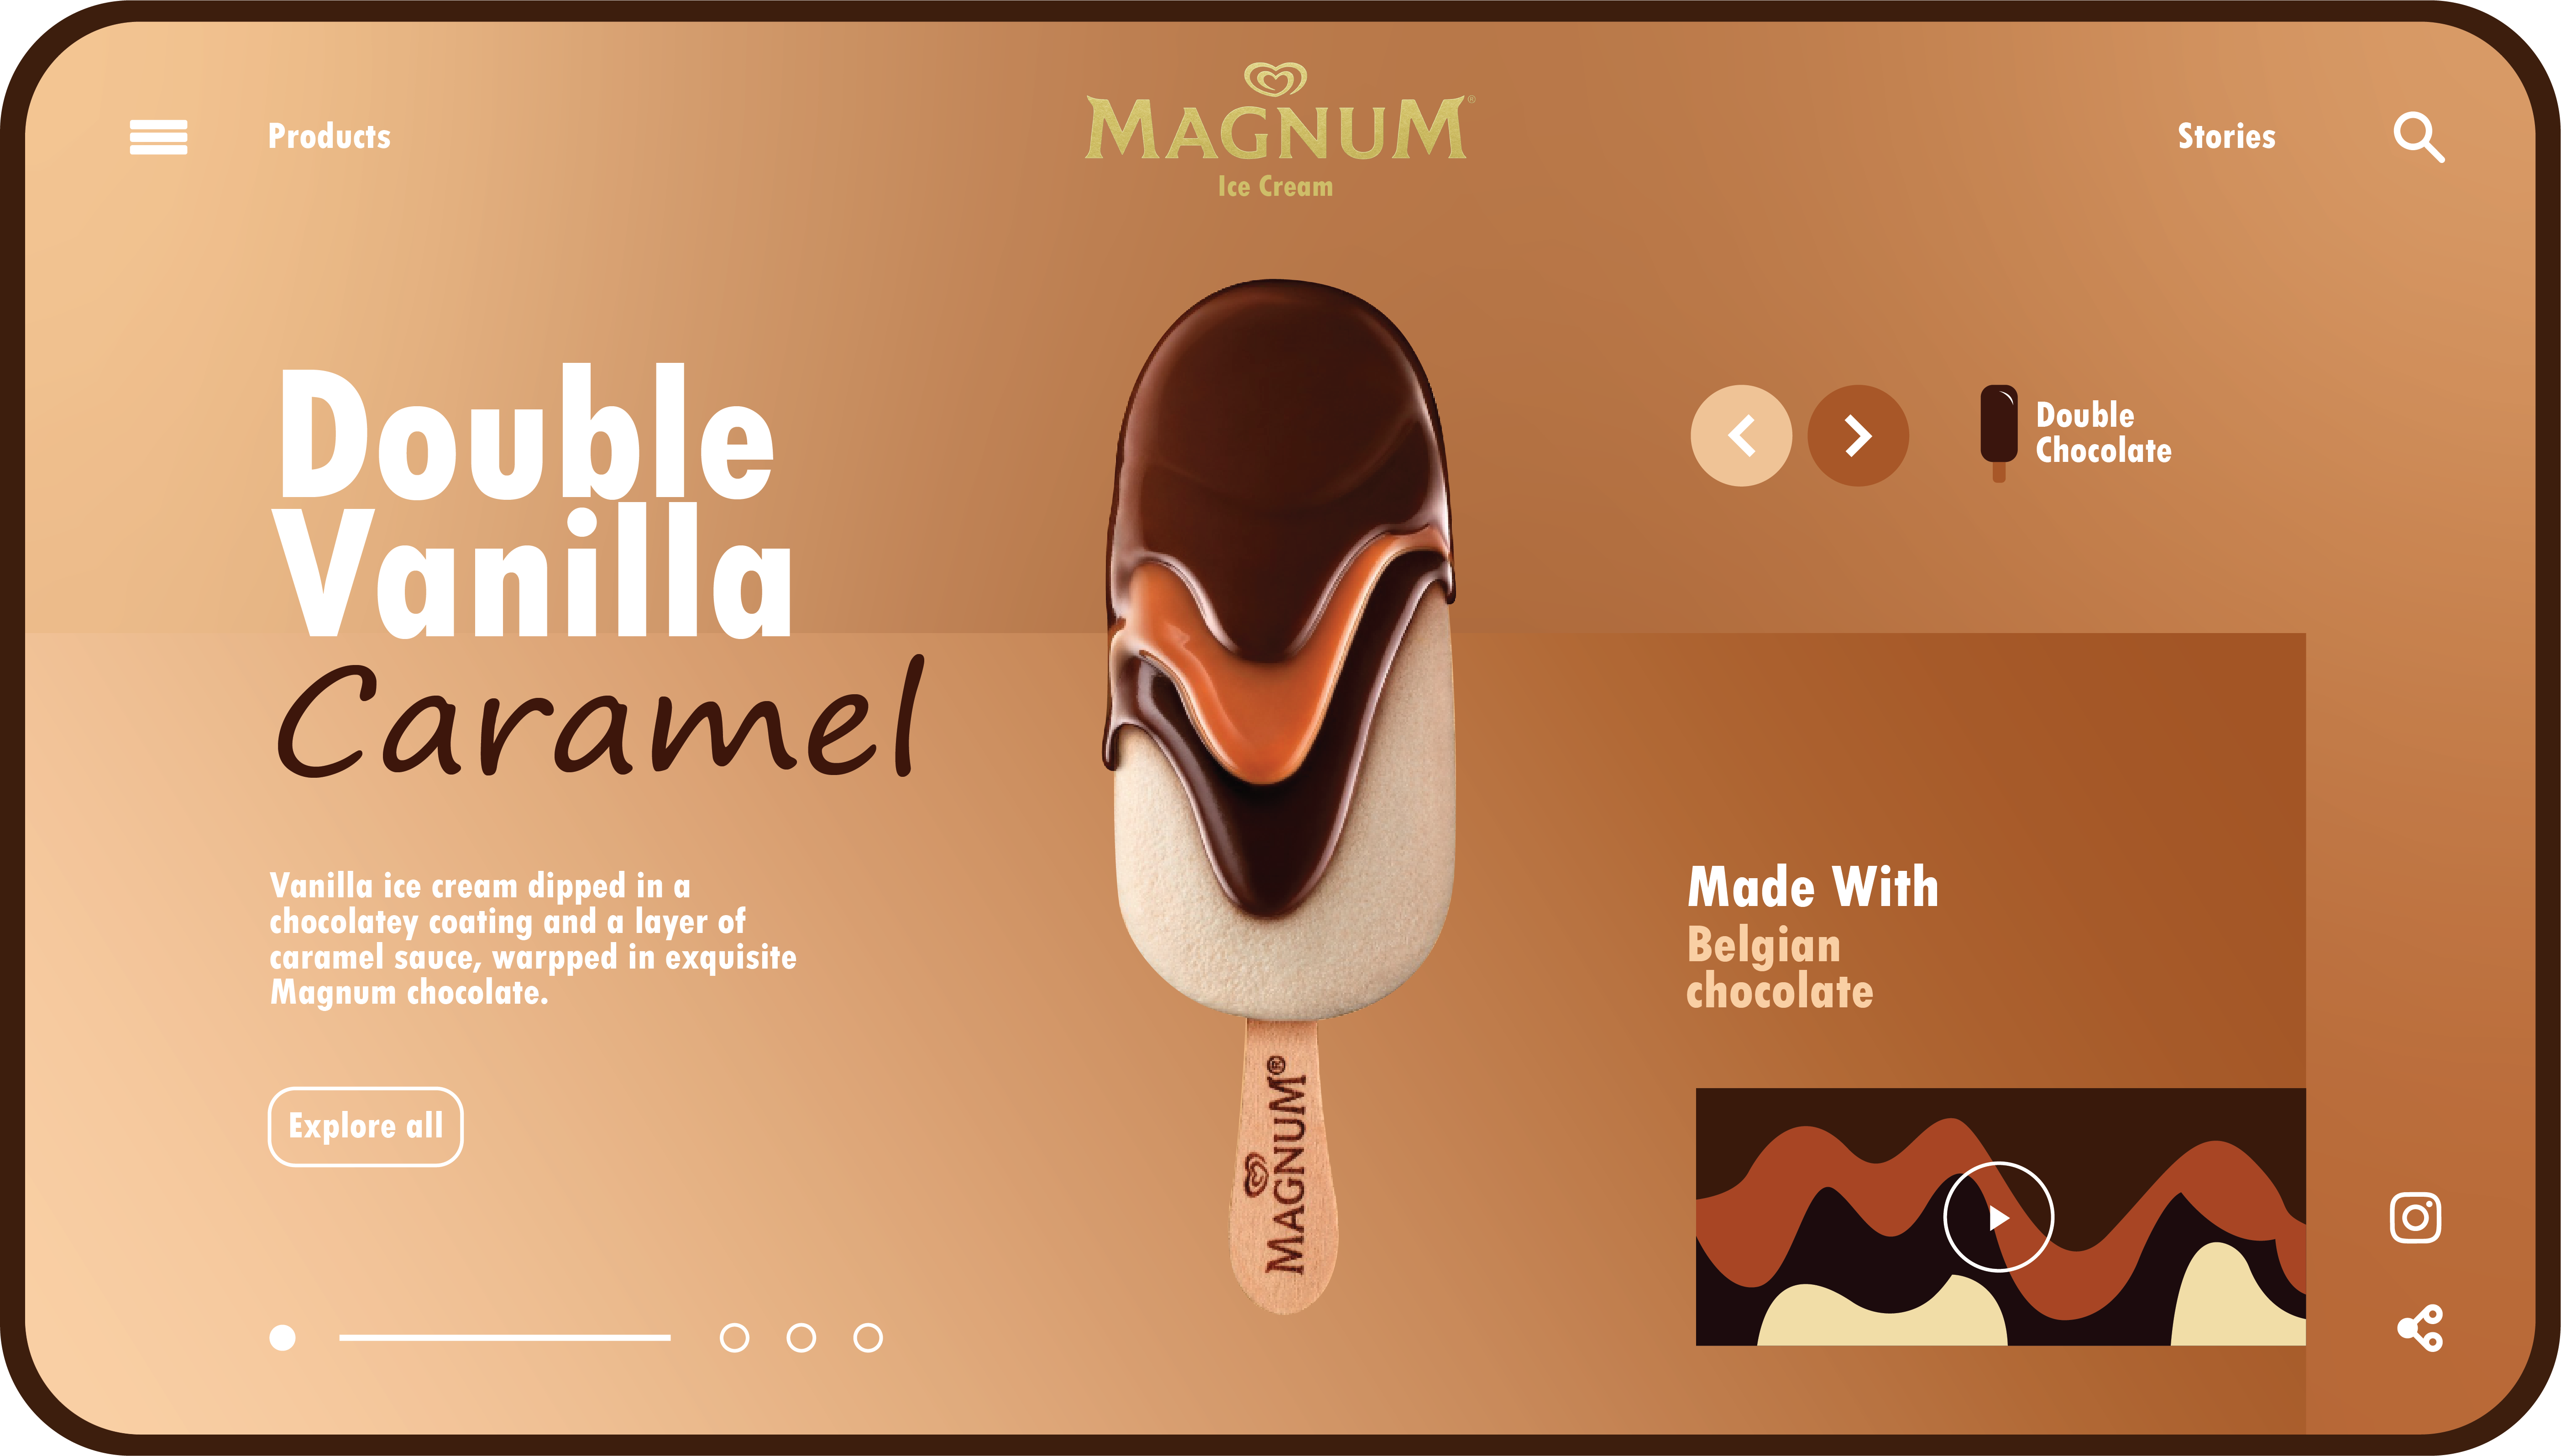 Products
MAGNUM®
Ice Cream
Stories
Double
Vanilla
Caramel
Vanilla ice cream dipped in a
chocolatey coating and a layer of
caramel sauce, warpped in exquisite
Magnum chocolate.
Explore all
MAGNUM®
Double
Chocolate
Made With
Belgian
chocolate